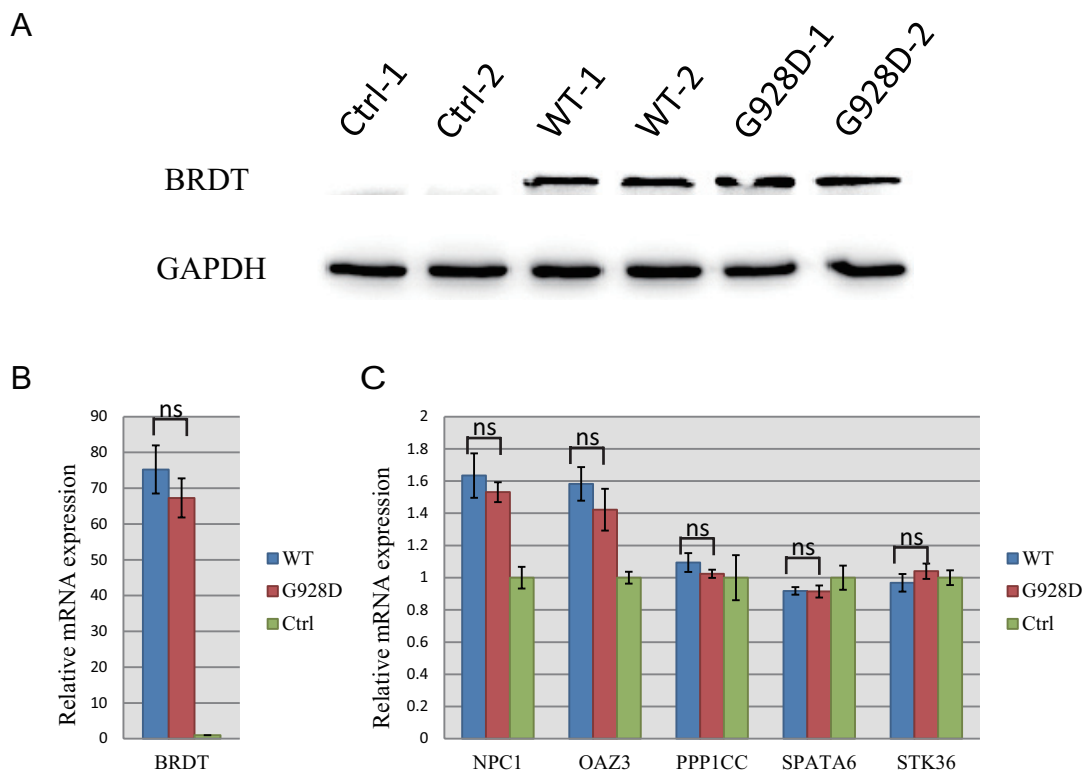 A
Ctrl-1 Ctrl-2 WT-1 WT-2 G928D-1 G928D-2
BRDT
GAPDH
B
ns
Relative mRNA expression
90
80
70
60
50
40
30
20
10
0
BRDT
WT
G928D
Ctrl
C
Relative mRNA expression
2
1.8
1.6
1.4
1.2
1
0.8
0.6
0.4
0.2
0
ns ns ns ns ns
NPC1 OAZ3 PPP1CC SPATA6 STK36
WT
G928D
Ctrl